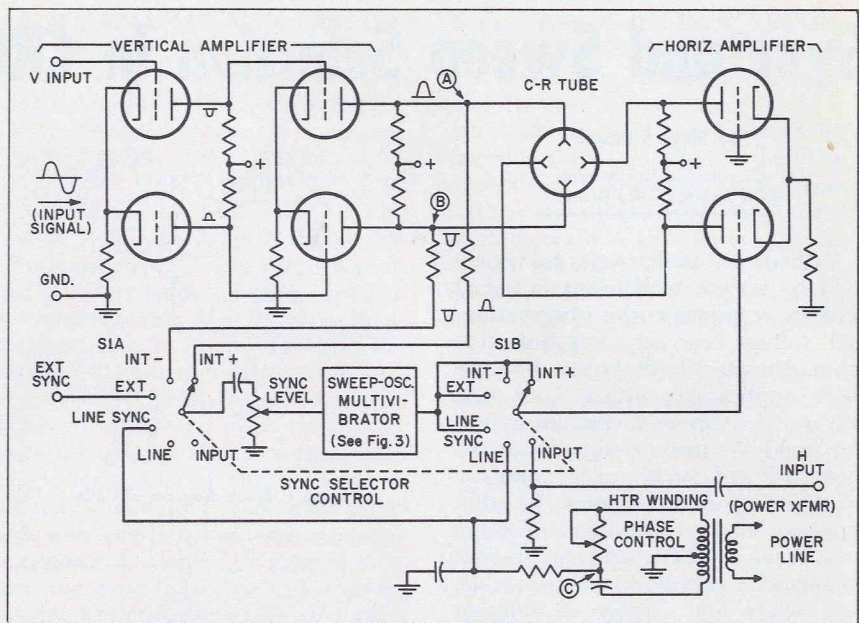 VERTICAL AMPLIFIER
HORIZ. AMPLIFIER
V INPUT
A
C-R TUBE
+
+
+
B
(INPUT SIGNAL)
GND.
S1A
S1B
INT-
INT+
INT-
INT+
EXT SYNC
EXT
SYNC LEVEL
SWEEP-OSC. MULTIVI-
BRATOR
(See Fig. 3)
EXT
LINE SYNC
LINE SYNC
LINE
INPUT
LINE
INPUT
H INPUT
SYNC SELECTOR CONTROL
HTR WINDING
(POWER XFMR)
PHASE CONTROL
POWER LINE
C